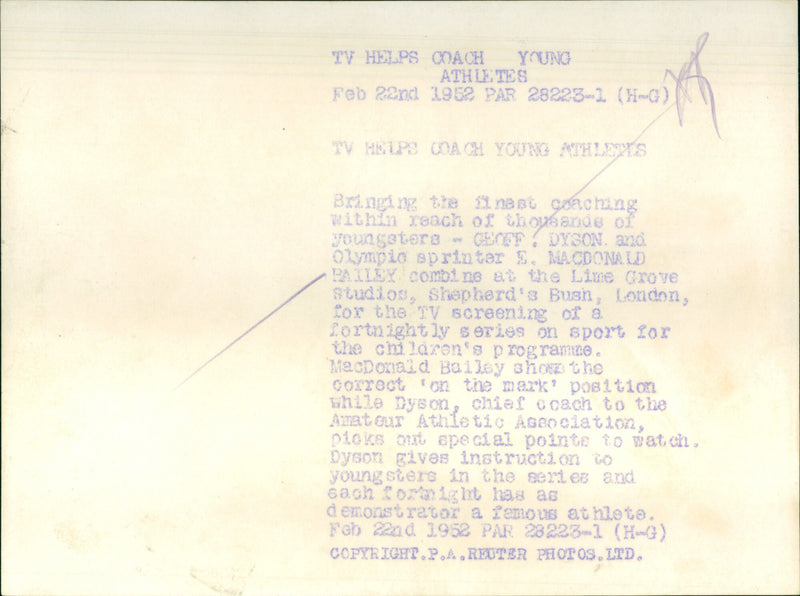 TV HELPS COACH YOUNG
ATHLETES
Feb 22nd 1952 PAR 28223-1 (H-G)
TV HELPS COACH YOUNG ATHLETES
Bringing the finest coaching
within reach of thousands of
youngsters - GEOFF. DYSON and
Olympic sprinter E. MACDONALD
BAILEY combine at the Lime Grove
Studios, Shepherd's Bush, London,
for the TV screening of a
fortnightly series on sport for
the children's programme.
MacDonald Bailey shows the
correct 'on the mark' position
while Dyson, chief coach to the
Amateur Athletic Association,
picks out special points to watch.
Dyson gives instruction to
youngsters in the series and
each fortnight has as
demonstrator a famous athlete.
Feb 22nd 1952 PAR 28223-1 (H-G)
COPYRIGHT.P.A.REUTER PHOTOS.LTD.